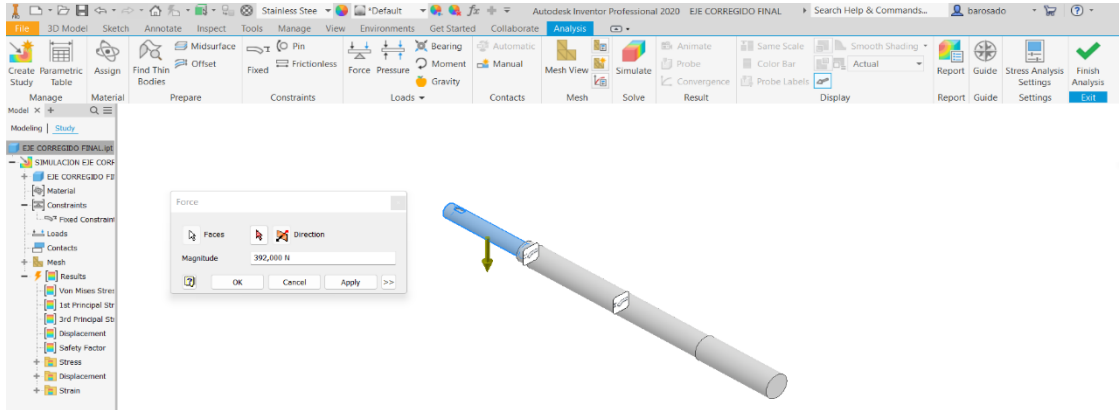 Stainless Stee *Default Autodesk Inventor Professional 2020 EJE CORREGIDO FINAL Search Help & Commands... barosado
File 3D Model Sketch Annotate Inspect Tools Manage View Environments Get Started Collaborate Analysis
Create Study Parametric Table Assign Find Thin Bodies Midsurface Offset Fixed Pin Frictionless Force Pressure Bearing Moment Gravity Automatic Manual Mesh View Simulate Animate Probe Convergence Same Scale Color Bar Probe Labels Smooth Shading Actual Report Guide Stress Analysis Settings Finish Analysis
Manage Material Prepare Constraints Loads Contacts Mesh Solve Result Display Report Guide Settings Exit
Model × +
Modeling Study
EJE CORREGIDO FINAL.ipt
SIMULACION EJE CORR
EJE CORREGIDO FI
Material
Constraints
Fixed Constraint
Loads
Contacts
Mesh
Results
Von Mises Stres
1st Principal Str
3rd Principal St
Displacement
Safety Factor
Stress
Displacement
Strain
Force
Faces Direction
Magnitude 392,000 N
OK Cancel Apply >>